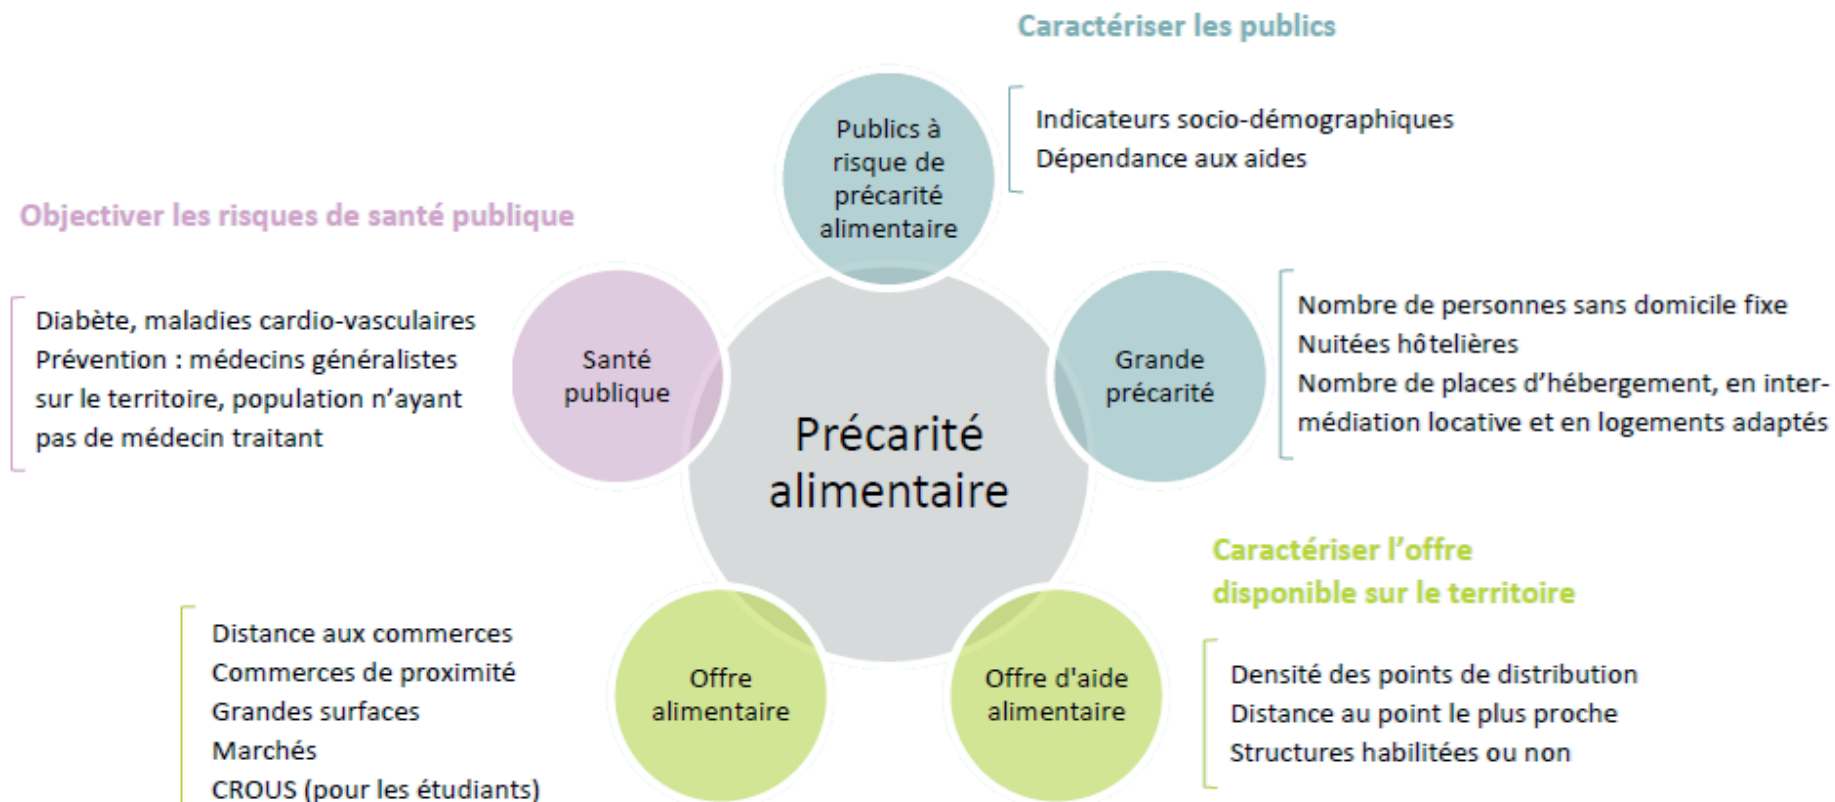 Caractériser les publics
Publics à
risque de
précarité
alimentaire
Indicateurs socio-démographiques
Dépendance aux aides
Objectiver les risques de santé publique
Diabète, maladies cardio-vasculaires
Prévention : médecins généralistes
sur le territoire, population n’ayant
pas de médecin traitant
Santé
publique
Grande
précarité
Nombre de personnes sans domicile fixe
Nuitées hôtelières
Nombre de places d’hébergement, en inter-
médiation locative et en logements adaptés
Précarité
alimentaire
Caractériser l’offre
disponible sur le territoire
Distance aux commerces
Commerces de proximité
Grandes surfaces
Marchés
CROUS (pour les étudiants)
Offre
alimentaire
Offre d'aide
alimentaire
Densité des points de distribution
Distance au point le plus proche
Structures habilitées ou non